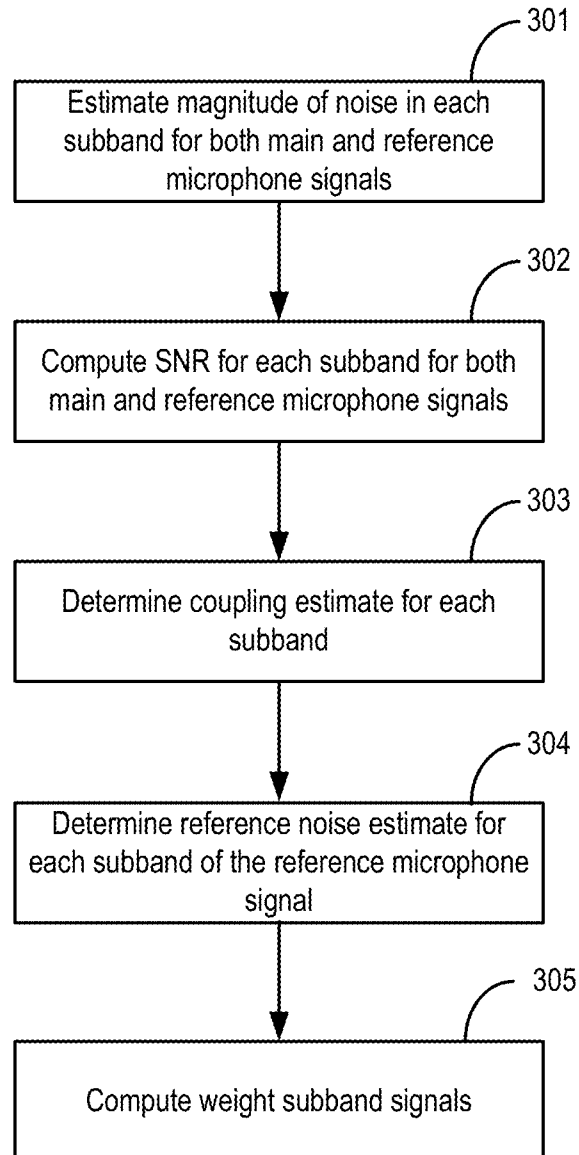 301
Estimate magnitude of noise in each
subband for both main and reference
microphone signals
302
Compute SNR for each subband for both
main and reference microphone signals
303
Determine coupling estimate for each
subband
304
Determine reference noise estimate for
each subband of the reference microphone
signal
305
Compute weight subband signals